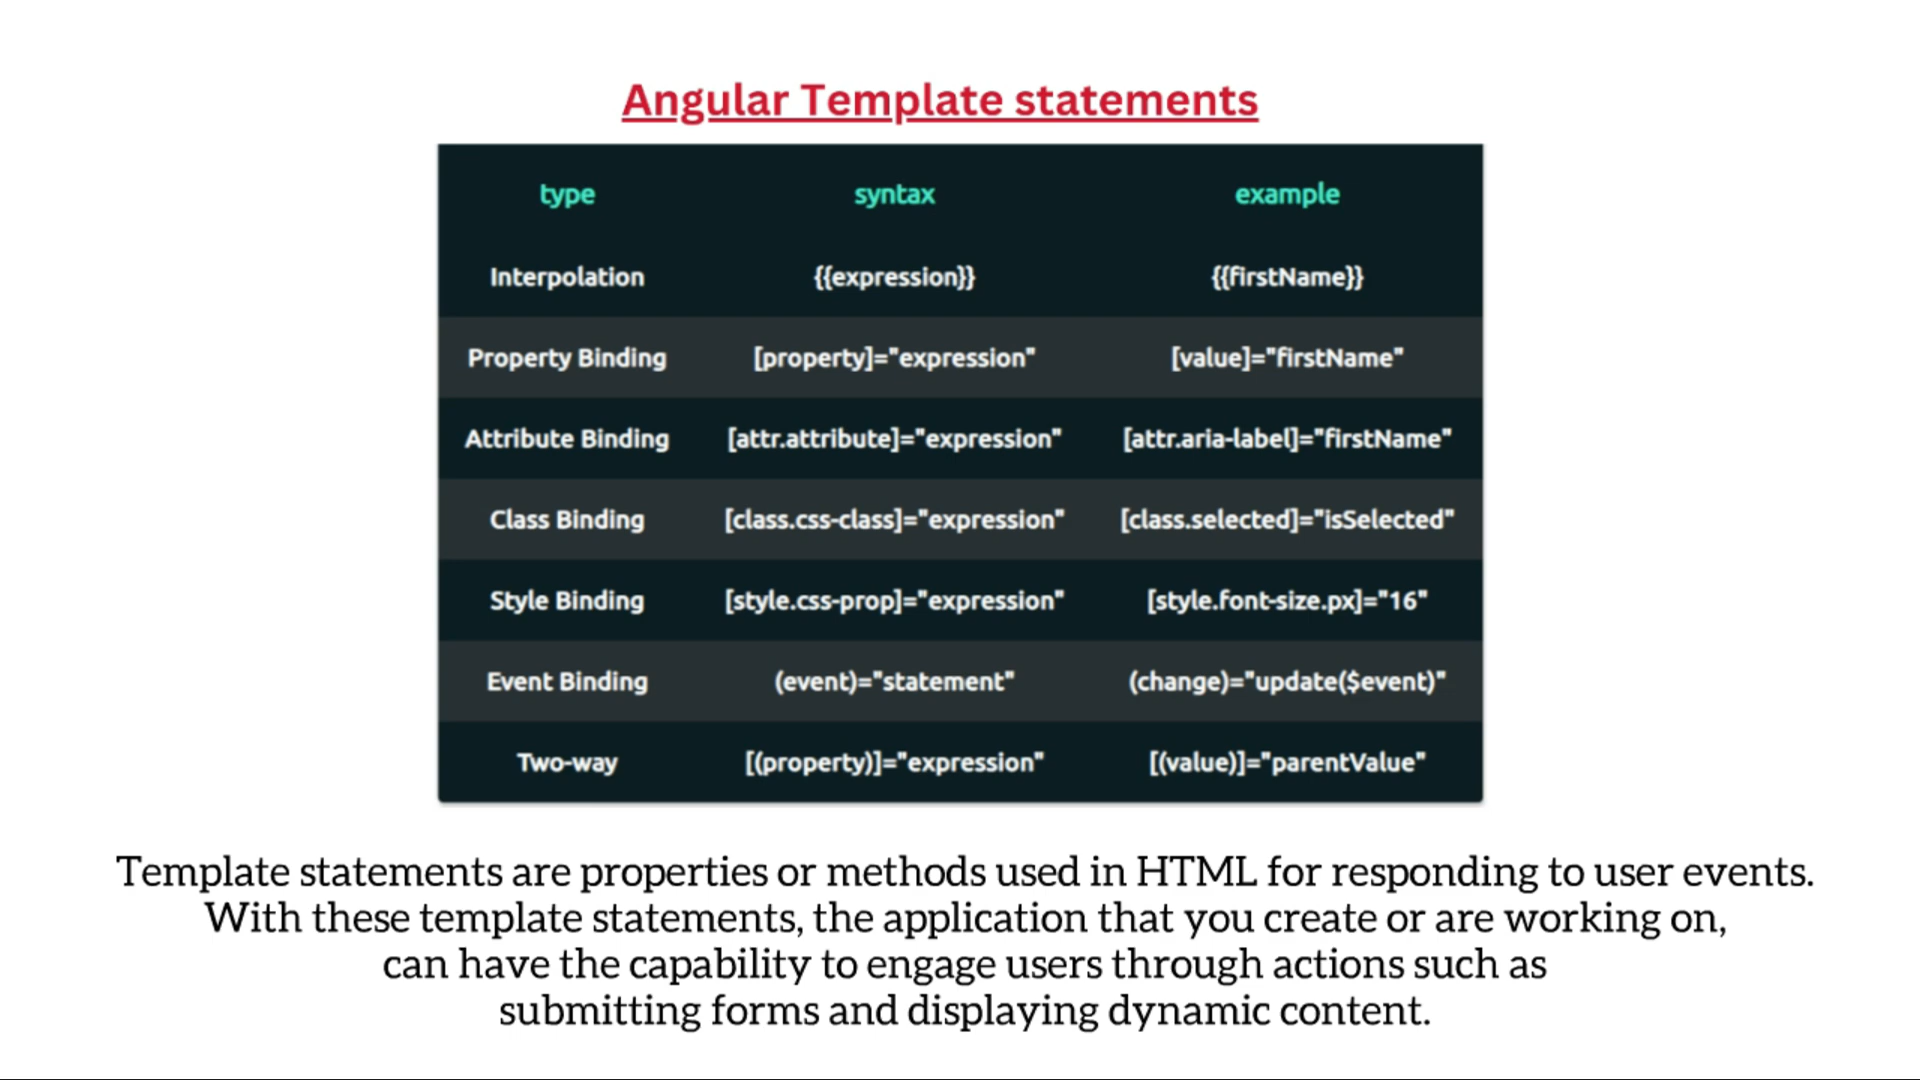 Angular Template statements
type syntax example
Interpolation {{expression}} {{firstName}}
Property Binding [property]="expression" [value]="firstName"
Attribute Binding [attr.attribute]="expression" [attr.aria-label]="firstName"
Class Binding [class.css-class]="expression" [class.selected]="isSelected"
Style Binding [style.css-prop]="expression" [style.font-size.px]="16"
Event Binding (event)="statement" (change)="update($event)"
Two-way [(property)]="expression" [(value)]="parentValue"
Template statements are properties or methods used in HTML for responding to user events.
With these template statements, the application that you create or are working on,
can have the capability to engage users through actions such as
submitting forms and displaying dynamic content.